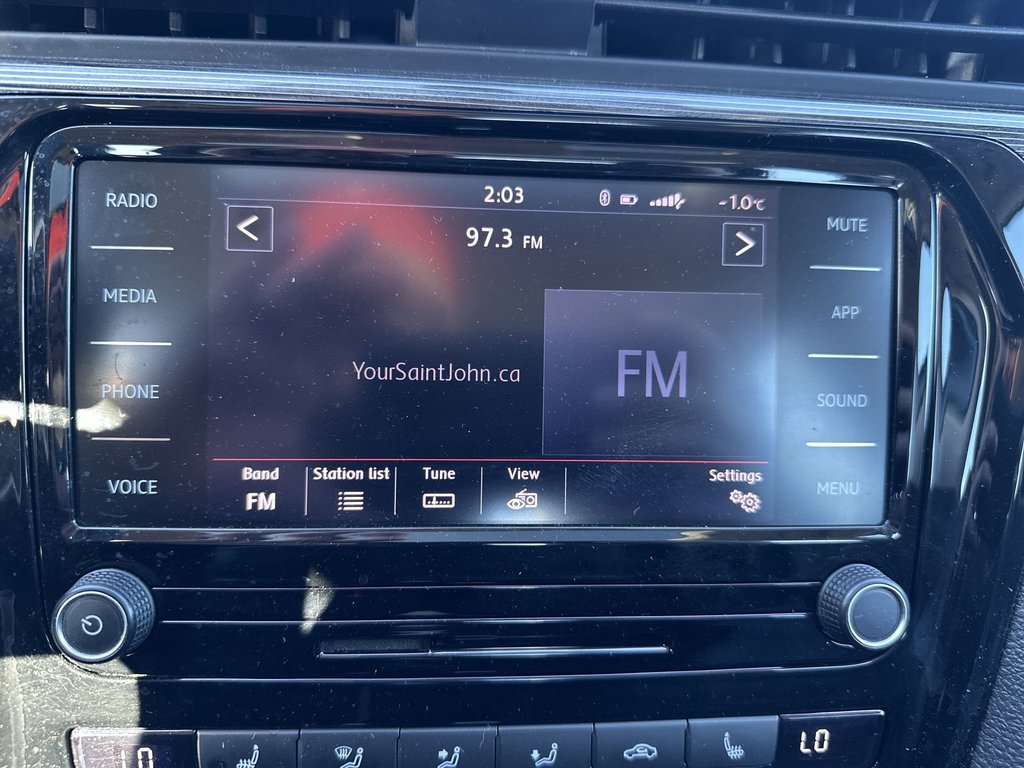 2:03 -1.0°C
RADIO
MEDIA
PHONE
VOICE
<
97.3 FM
>
YourSaintJohn.ca
FM
Band Station list Tune View Settings
FM
MUTE
APP
SOUND
MENU
LO LO